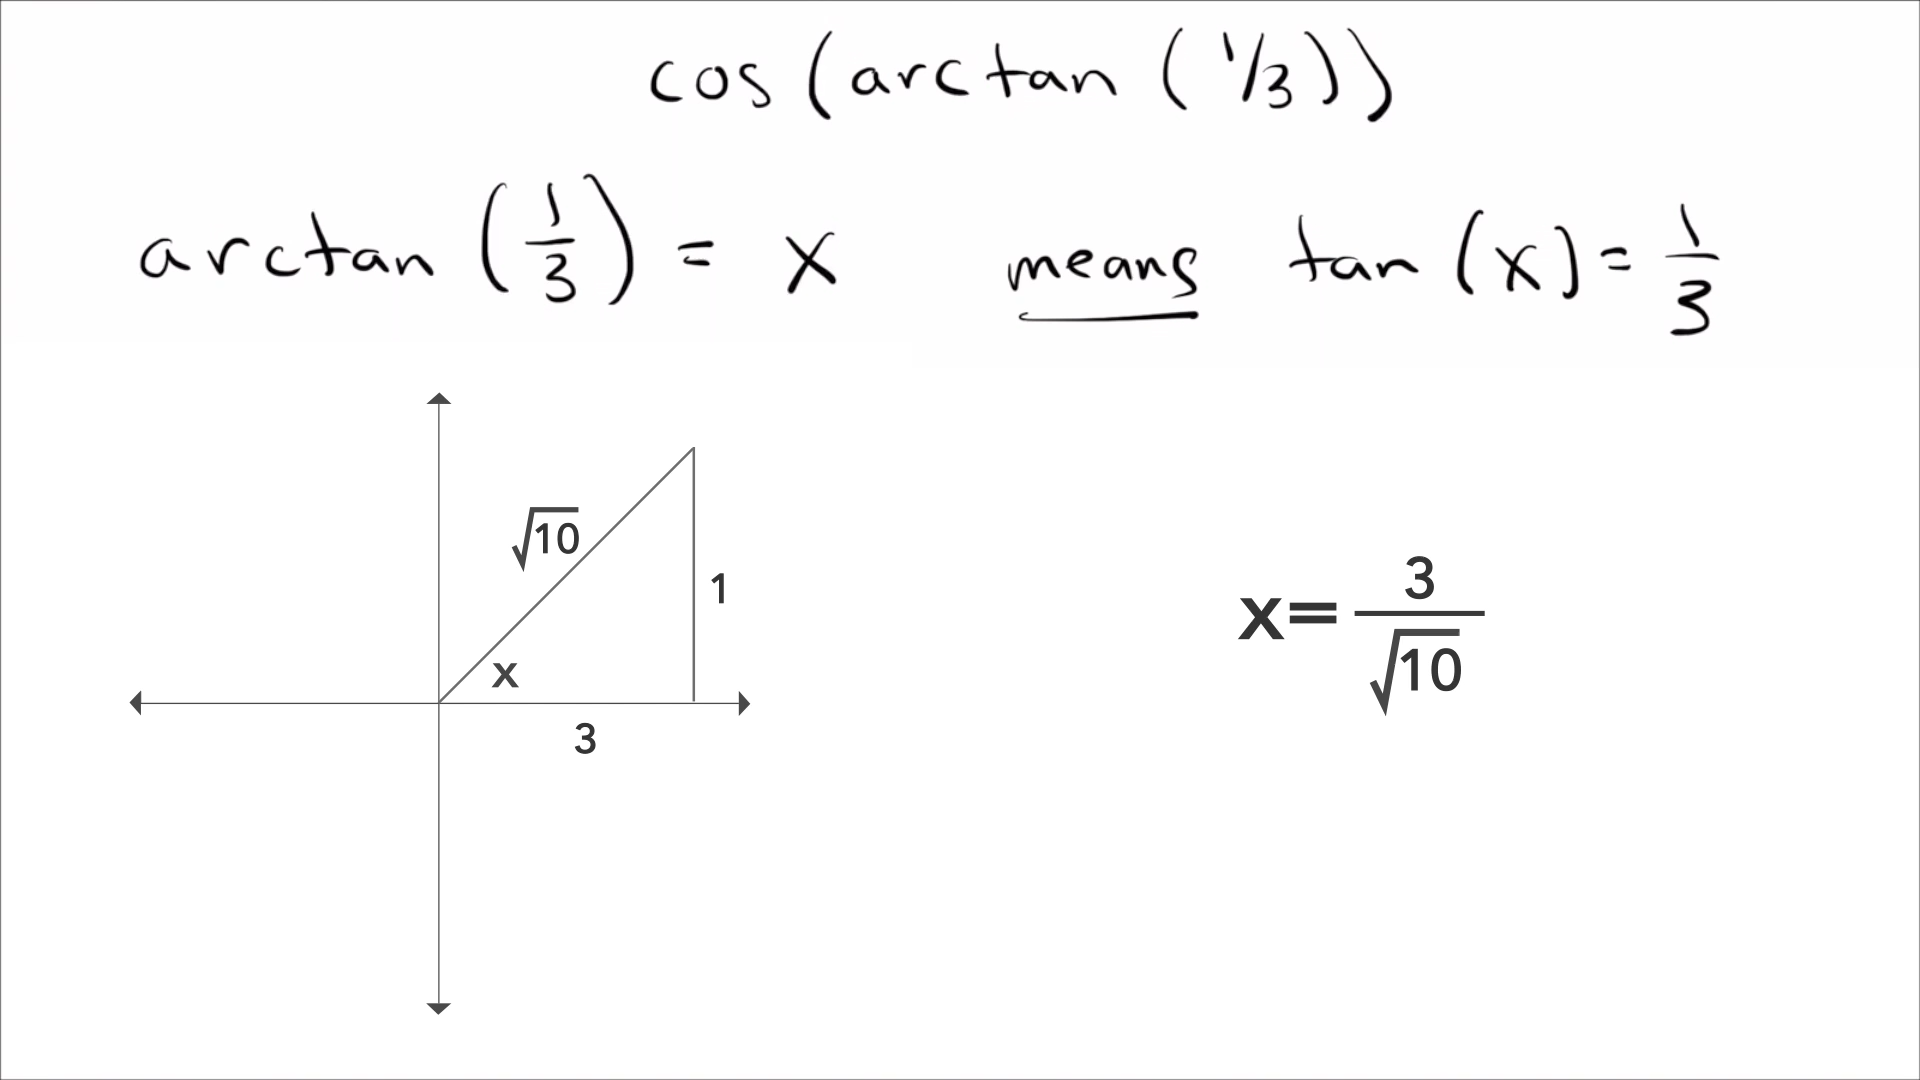 cos (arctan (1/3))
arctan (1/3) = x means tan (x) = 1/3
√10
1
x
3
x= 3/√10